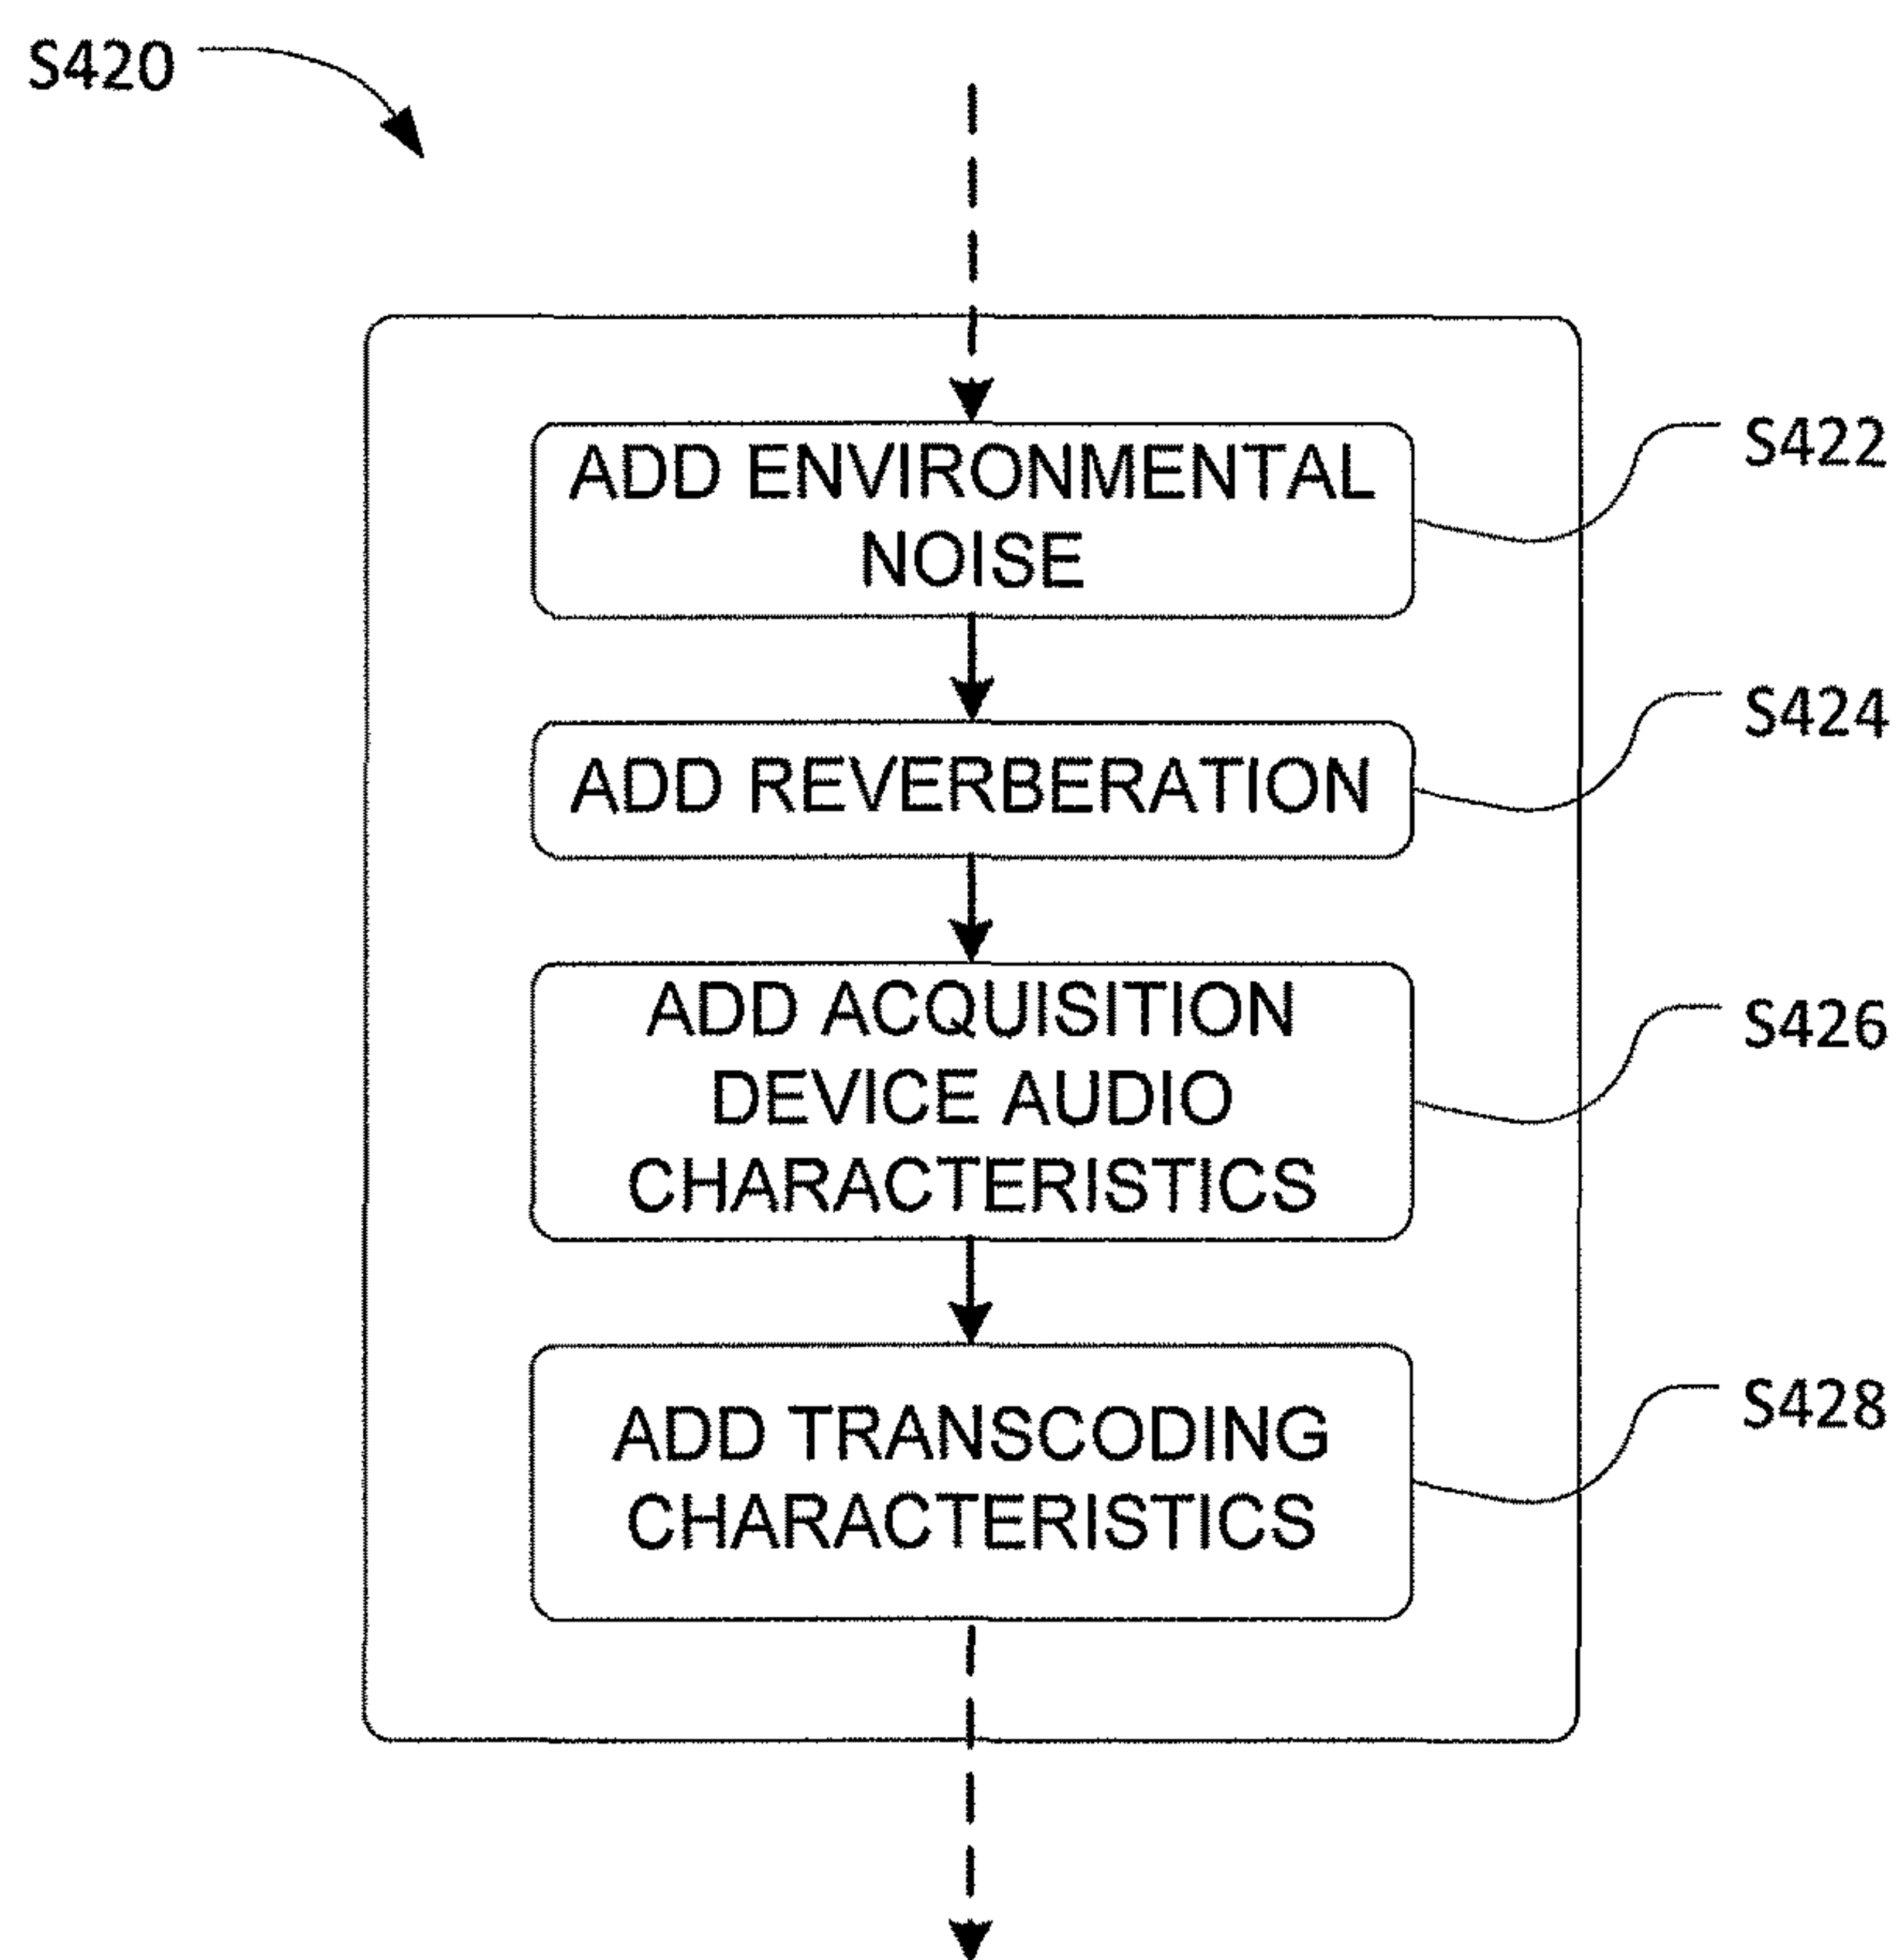 S420
ADD ENVIRONMENTAL
NOISE
S422
ADD REVERBERATION
S424
ADD ACQUISITION
DEVICE AUDIO
CHARACTERISTICS
S426
ADD TRANSCODING
CHARACTERISTICS
S428